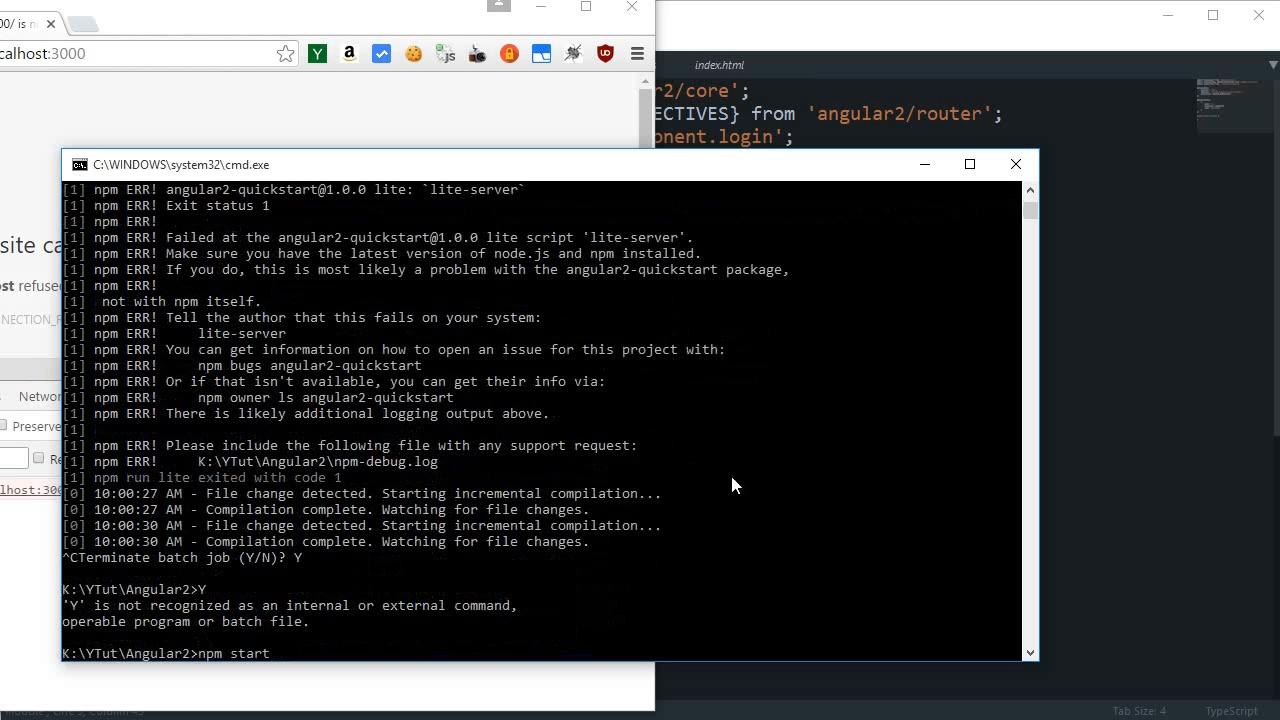 00/ is n
calhost:3000
index.html
r2/core';
ECTIVES} from 'angular2/router';
onent.login';
C:\WINDOWS\system32\cmd.exe
[1] npm ERR! angular2-quickstart@1.0.0 lite: `lite-server`
[1] npm ERR! Exit status 1
[1] npm ERR!
[1] npm ERR! Failed at the angular2-quickstart@1.0.0 lite script 'lite-server'.
[1] npm ERR! Make sure you have the latest version of node.js and npm installed.
[1] npm ERR! If you do, this is most likely a problem with the angular2-quickstart package,
[1] npm ERR!
[1]  not with npm itself.
[1] npm ERR! Tell the author that this fails on your system:
[1] npm ERR!     lite-server
[1] npm ERR! You can get information on how to open an issue for this project with:
[1] npm ERR!     npm bugs angular2-quickstart
[1] npm ERR! Or if that isn't available, you can get their info via:
[1] npm ERR!     npm owner ls angular2-quickstart
[1] npm ERR! There is likely additional logging output above.
[1]
[1] npm ERR! Please include the following file with any support request:
[1] npm ERR!     K:\YTut\Angular2\npm-debug.log
[1] npm run lite exited with code 1
[0] 10:00:27 AM - File change detected. Starting incremental compilation...
[0] 10:00:27 AM - Compilation complete. Watching for file changes.
[0] 10:00:30 AM - File change detected. Starting incremental compilation...
[0] 10:00:30 AM - Compilation complete. Watching for file changes.
^CTerminate batch job (Y/N)? Y
K:\YTut\Angular2>Y
'Y' is not recognized as an internal or external command,
operable program or batch file.
K:\YTut\Angular2>npm start
site ca
ost refused
NNECTION_R
Networ
Preserve
Re
lhost:300
Tab Size: 4
TypeScript